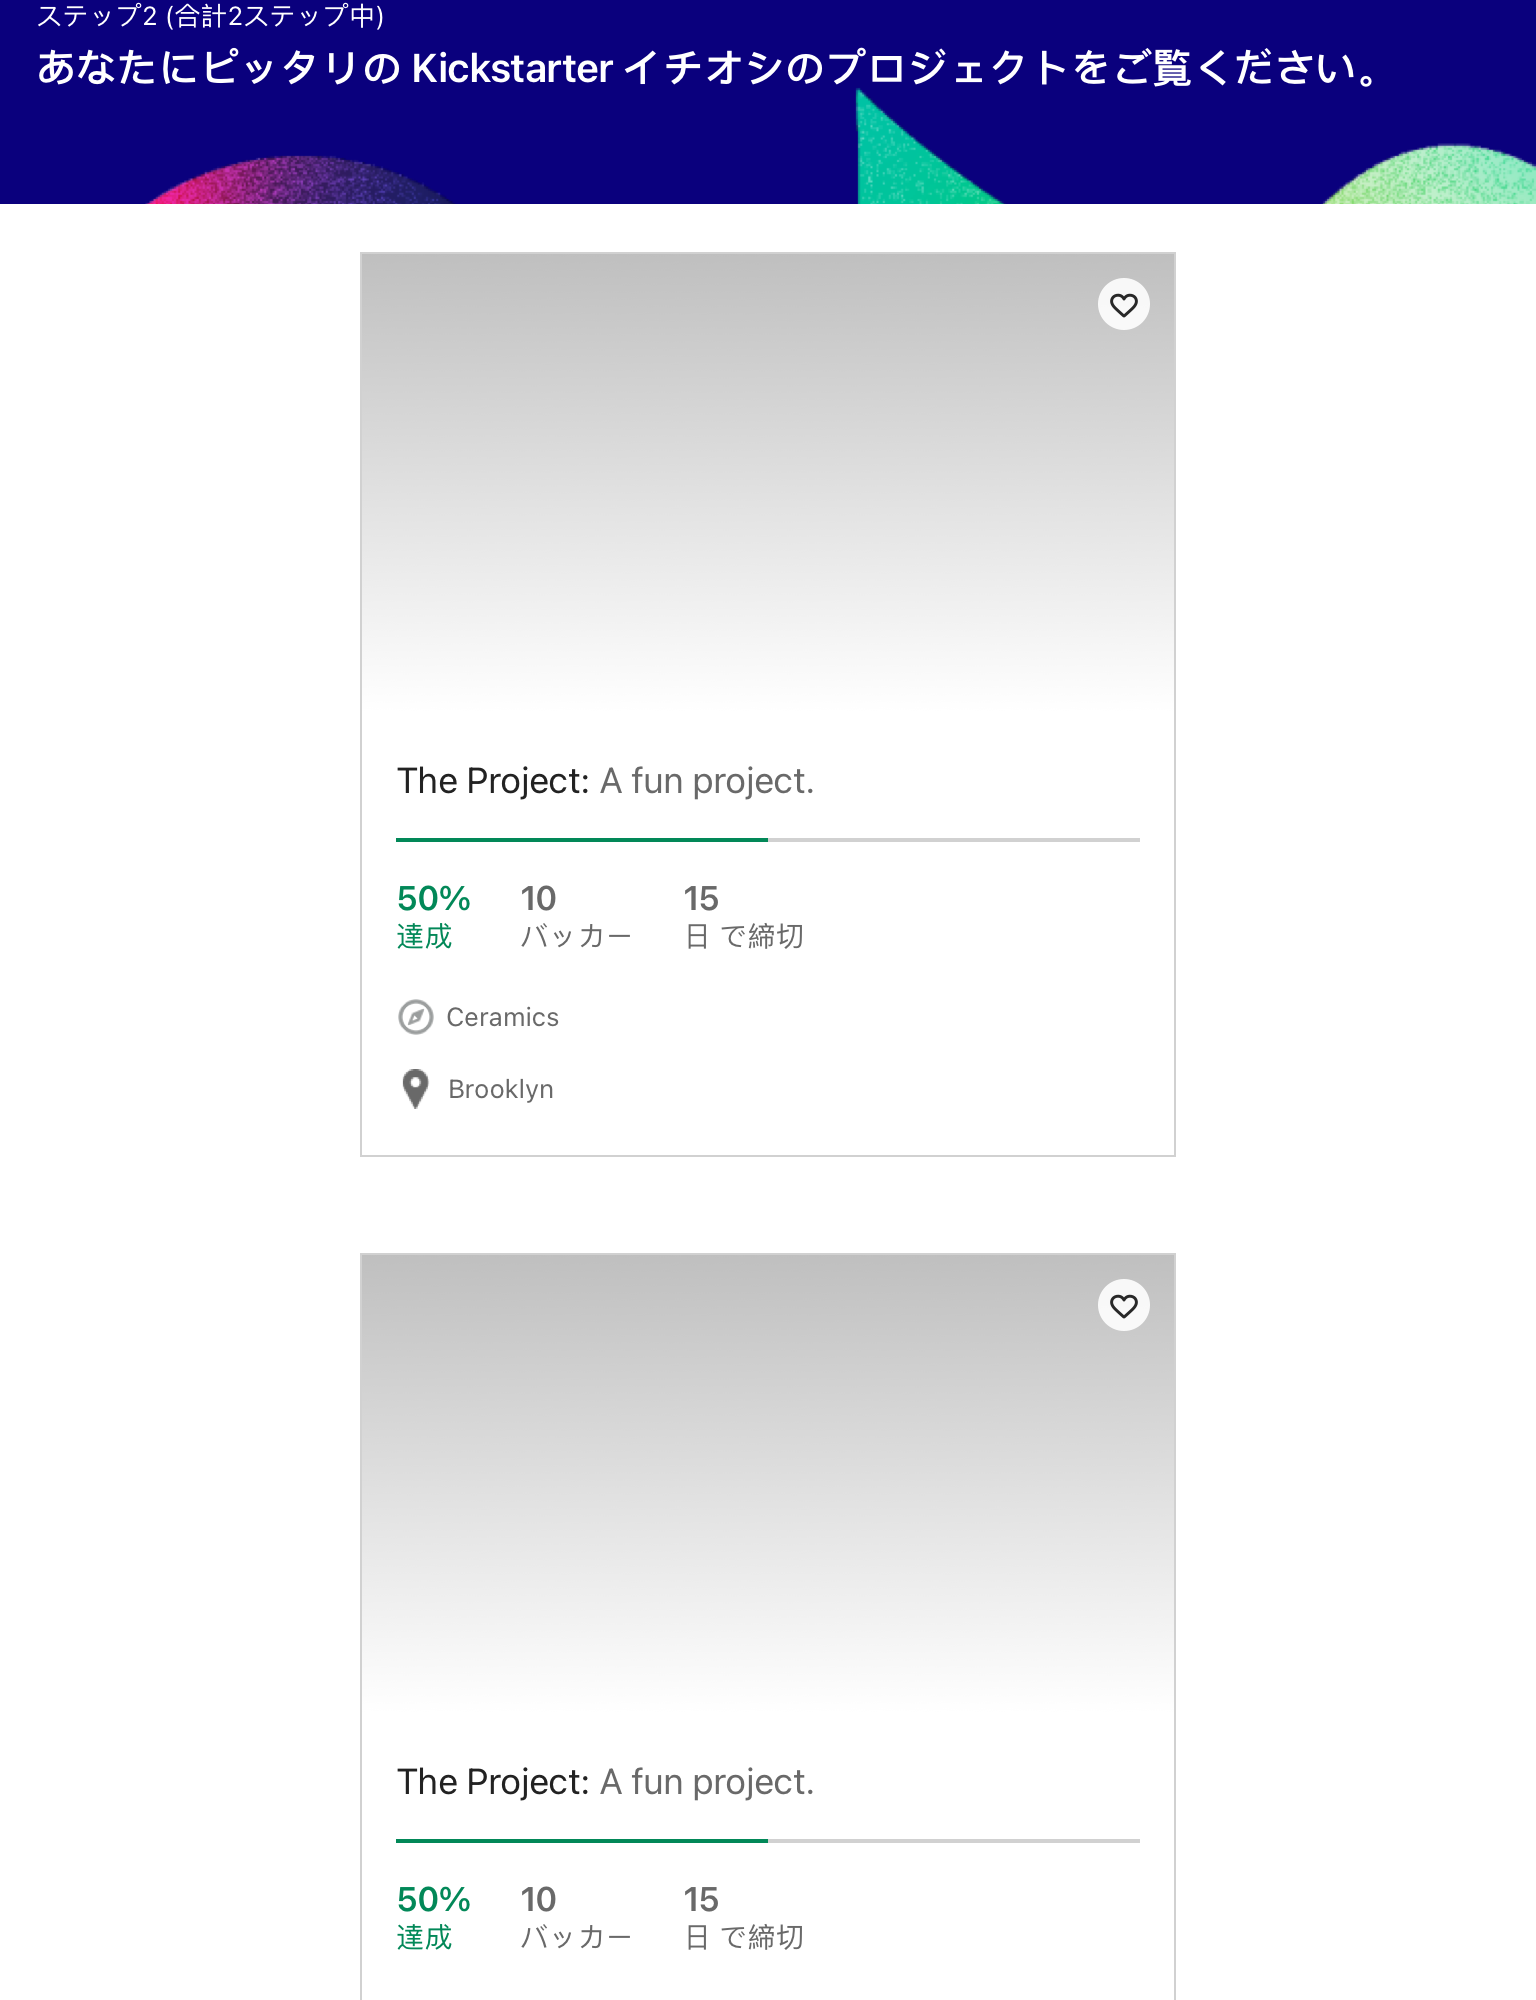 ステップ2 (合計2ステップ中)
あなたにピッタリの Kickstarter イチオシのプロジェクトをご覧ください。
The Project: A fun project.
50% 10 15
達成 バッカー 日 で締切
Ceramics
Brooklyn
The Project: A fun project.
50% 10 15
達成 バッカー 日 で締切